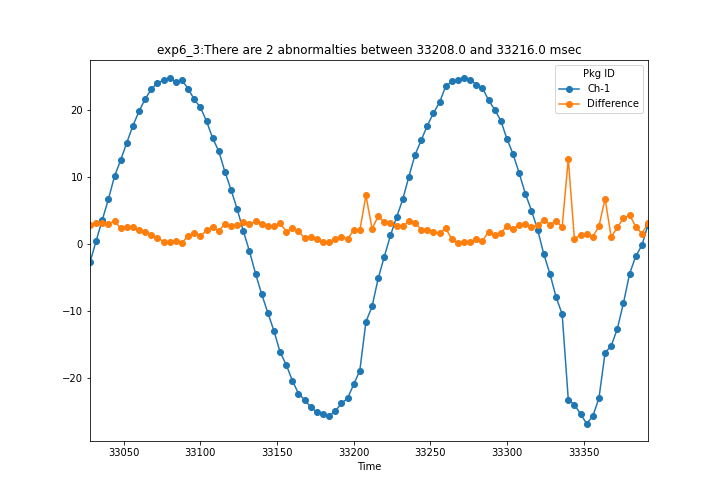 exp6_3:There are 2 abnormalties between 33208.0 and 33216.0 msec
Pkg ID
Ch-1
Difference
20
10
0
−10
−20
33050 33100 33150 33200 33250 33300 33350
Time